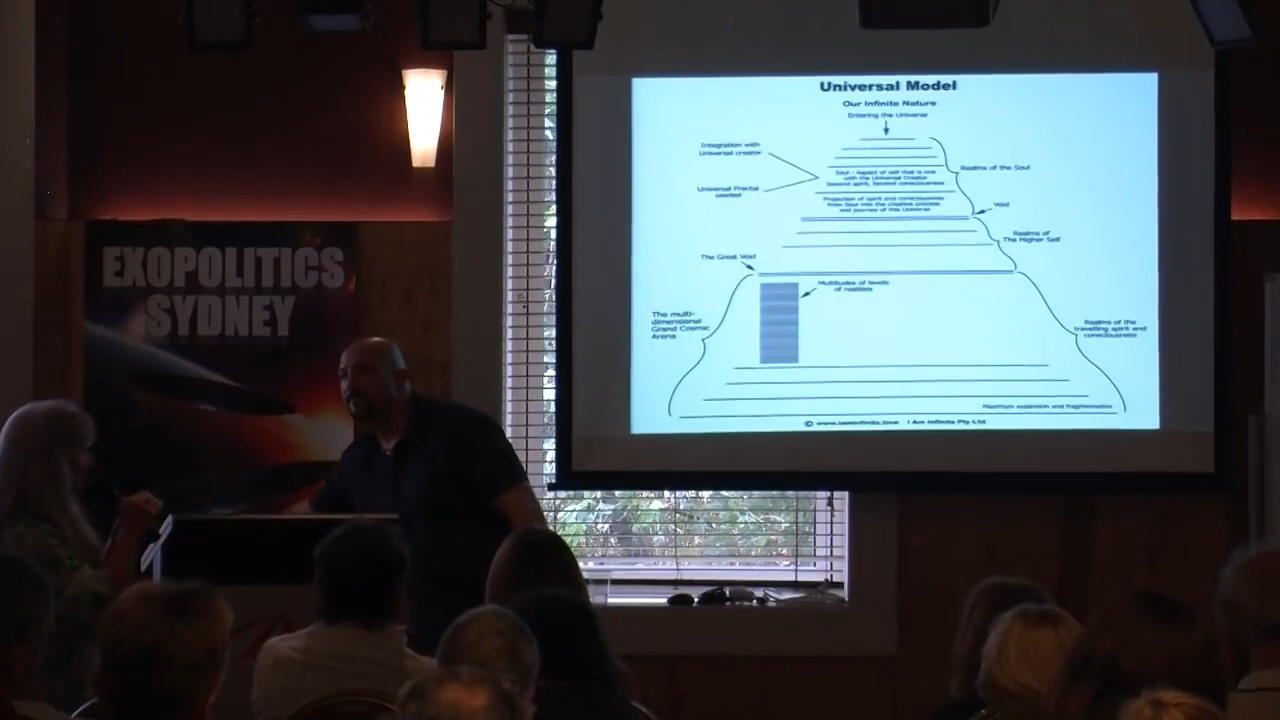 EXOPOLITICS
SYDNEY
Universal Model
Our Infinite Nature
Entering the Universe
Integration with
Universal creator
Universal Fractal
seeded
Soul - Aspect of self that is one
with the Universal Creator
beyond spirit, beyond consciousness
Projection of spirit and consciousness
from Soul into the creative process
and journey of this Universe
Realms of the Soul
Void
Realms of
The Higher Self
The Great Void
Multitudes of levels
of realities
The multi-
dimensional
Grand Cosmic
Arena
Realms of the
travelling spirit and
consciousness
Maximum expansion and fragmentation
© www.iaminfinite.love I Am Infinite Pty Ltd